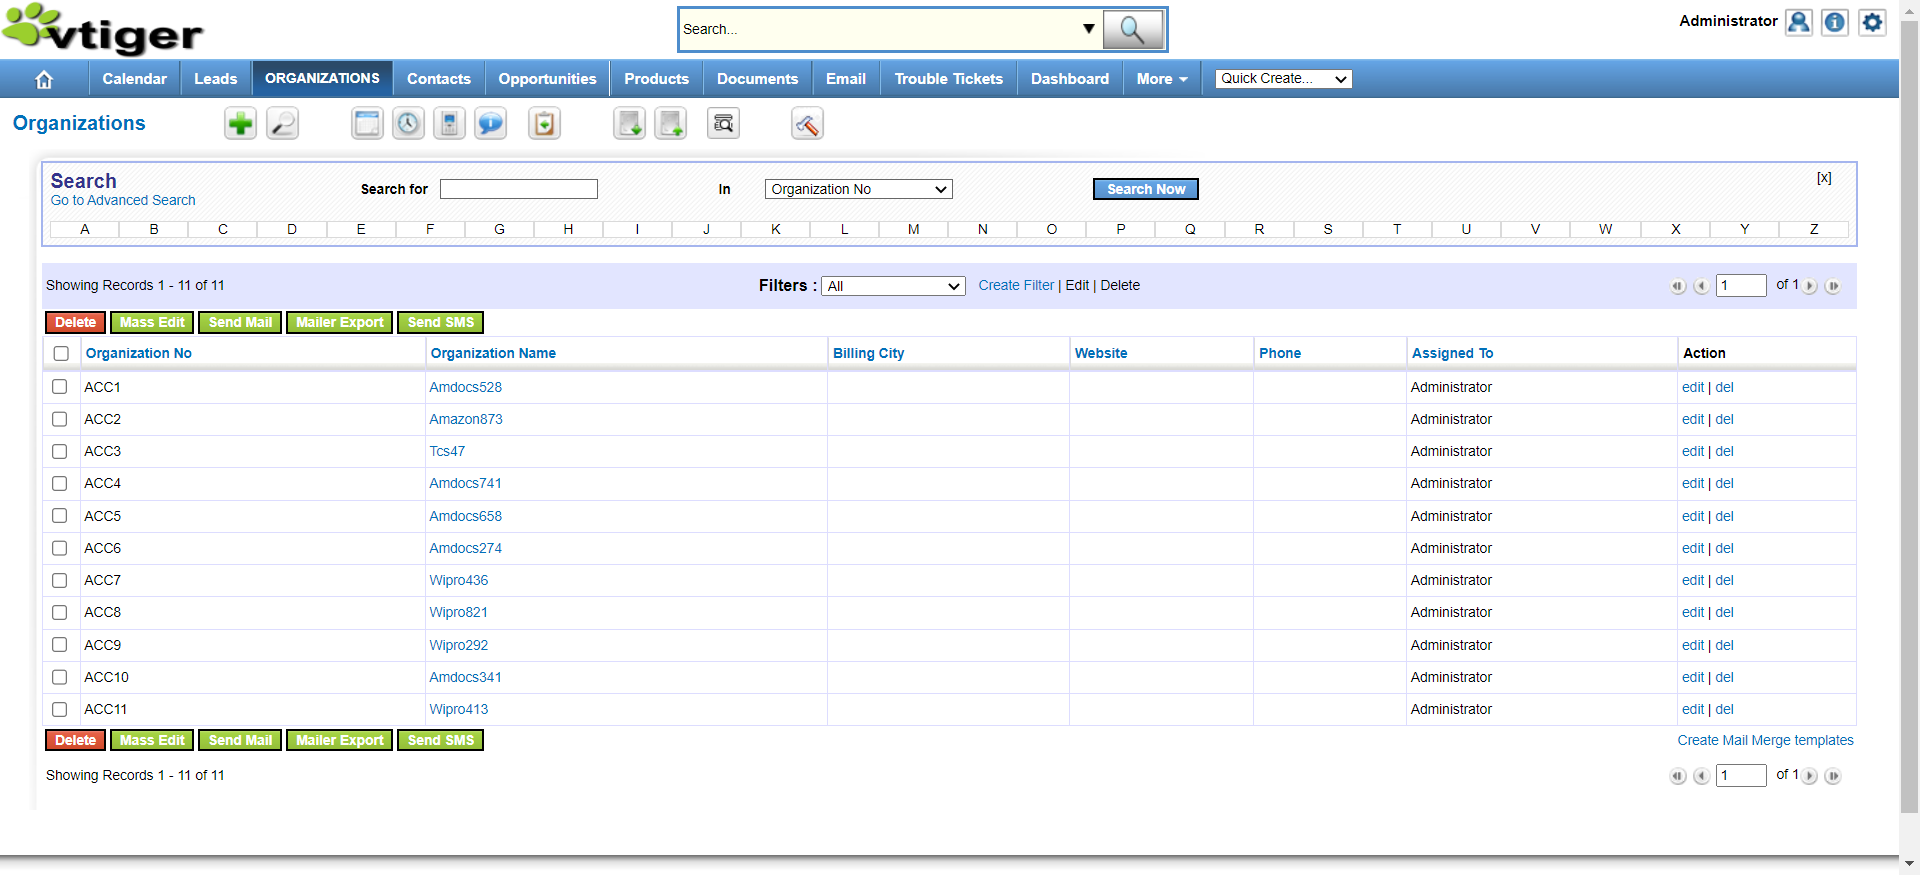 vtiger
Search...
Administrator
Calendar Leads ORGANIZATIONS Contacts Opportunities Products Documents Email Trouble Tickets Dashboard More Quick Create...
Organizations
Search
Go to Advanced Search
Search for In Organization No Search Now [x]
A B C D E F G H I J K L M N O P Q R S T U V W X Y Z
Showing Records 1 - 11 of 11 Filters : All Create Filter | Edit | Delete 1 of 1
Delete Mass Edit Send Mail Mailer Export Send SMS
Organization No Organization Name Billing City Website Phone Assigned To Action
ACC1 Amdocs528 Administrator edit | del
ACC2 Amazon873 Administrator edit | del
ACC3 Tcs47 Administrator edit | del
ACC4 Amdocs741 Administrator edit | del
ACC5 Amdocs658 Administrator edit | del
ACC6 Amdocs274 Administrator edit | del
ACC7 Wipro436 Administrator edit | del
ACC8 Wipro821 Administrator edit | del
ACC9 Wipro292 Administrator edit | del
ACC10 Amdocs341 Administrator edit | del
ACC11 Wipro413 Administrator edit | del
Delete Mass Edit Send Mail Mailer Export Send SMS Create Mail Merge templates
Showing Records 1 - 11 of 11 1 of 1